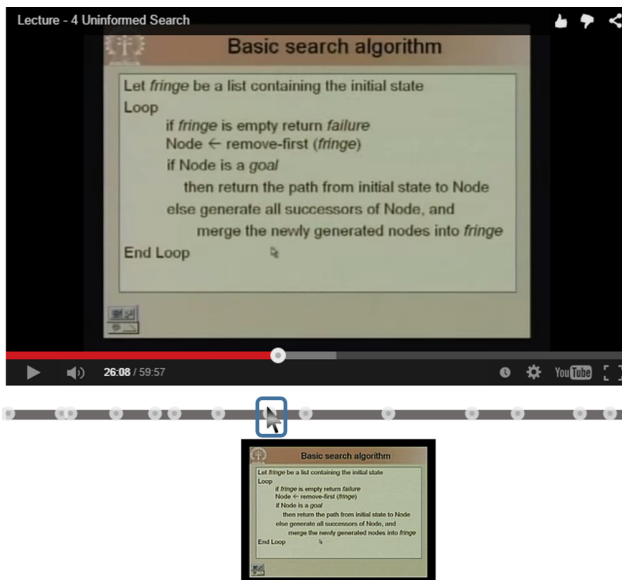 Lecture - 4 Uninformed Search
Basic search algorithm
Let fringe be a list containing the initial state
Loop
if fringe is empty return failure
Node ← remove-first (fringe)
if Node is a goal
then return the path from initial state to Node
else generate all successors of Node, and
merge the newly generated nodes into fringe
End Loop
26:08 / 59:57
YouTube
Basic search algorithm
Let fringe be a list containing the initial state
Loop
if fringe is empty return failure
Node ← remove-first (fringe)
if Node is a goal
then return the path from initial state to Node
else generate all successors of Node, and
merge the newly generated nodes into fringe
End Loop